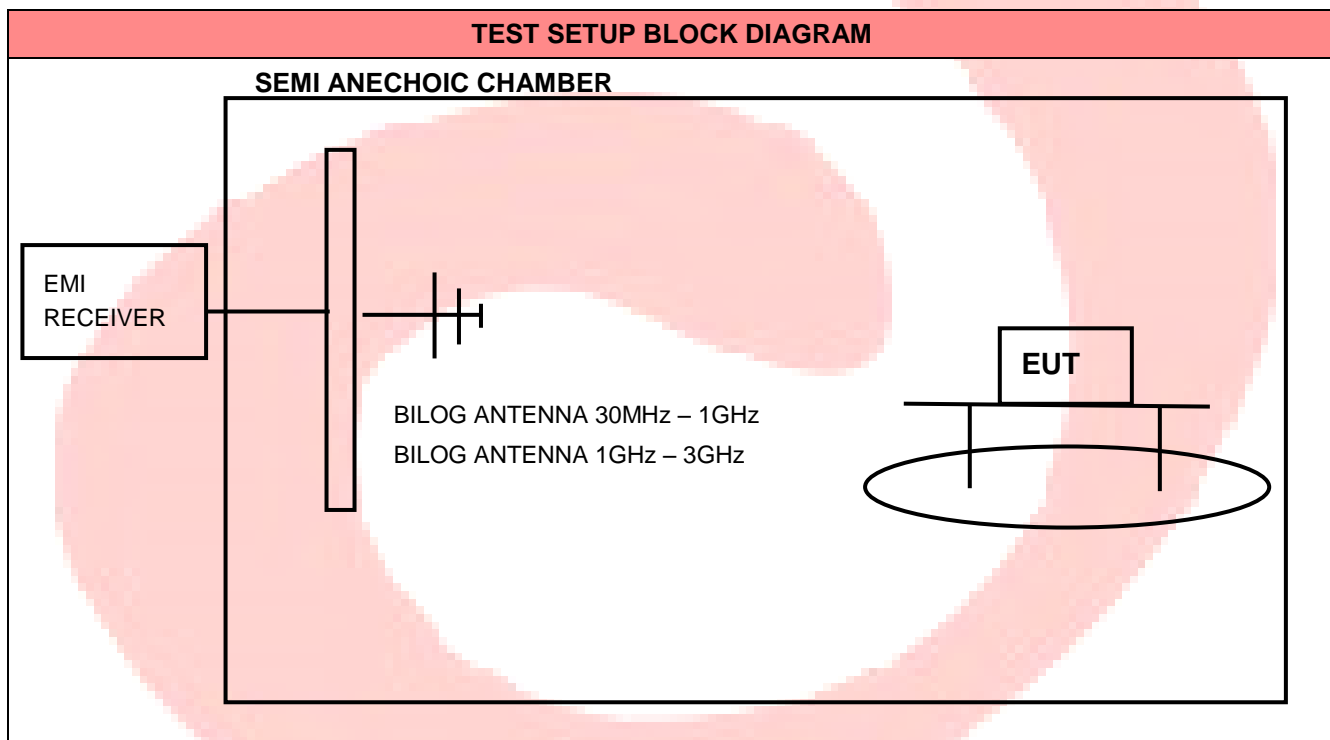 TEST SETUP BLOCK DIAGRAM
SEMI ANECHOIC CHAMBER
EMI
RECEIVER
EUT
BILOG ANTENNA 30MHz – 1GHz
BILOG ANTENNA 1GHz – 3GHz